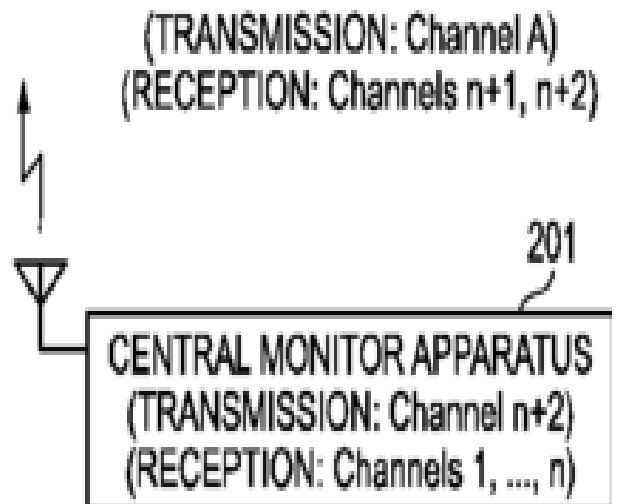 (TRANSMISSION: Channel A)
(RECEPTION: Channels n+1, n+2)
201
CENTRAL MONITOR APPARATUS
(TRANSMISSION: Channel n+2)
(RECEPTION: Channels 1, ..., n)